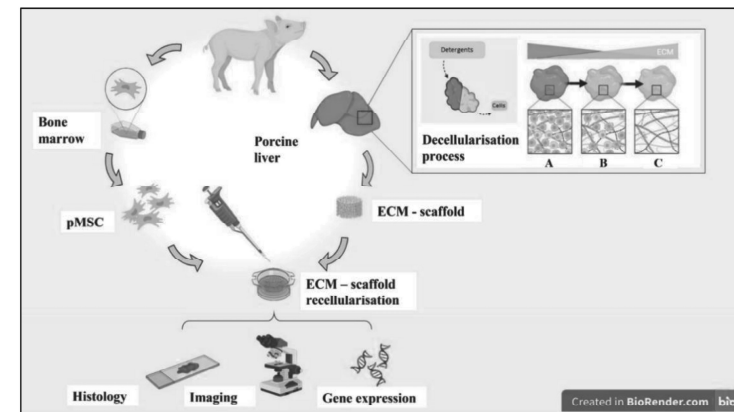 Detergents
Cells
ECM
Decellularisation
process
A B C
Bone
marrow
Porcine
liver
pMSC
ECM - scaffold
ECM – scaffold
recellularisation
Histology
Imaging
Gene expression
Created in BioRender.com